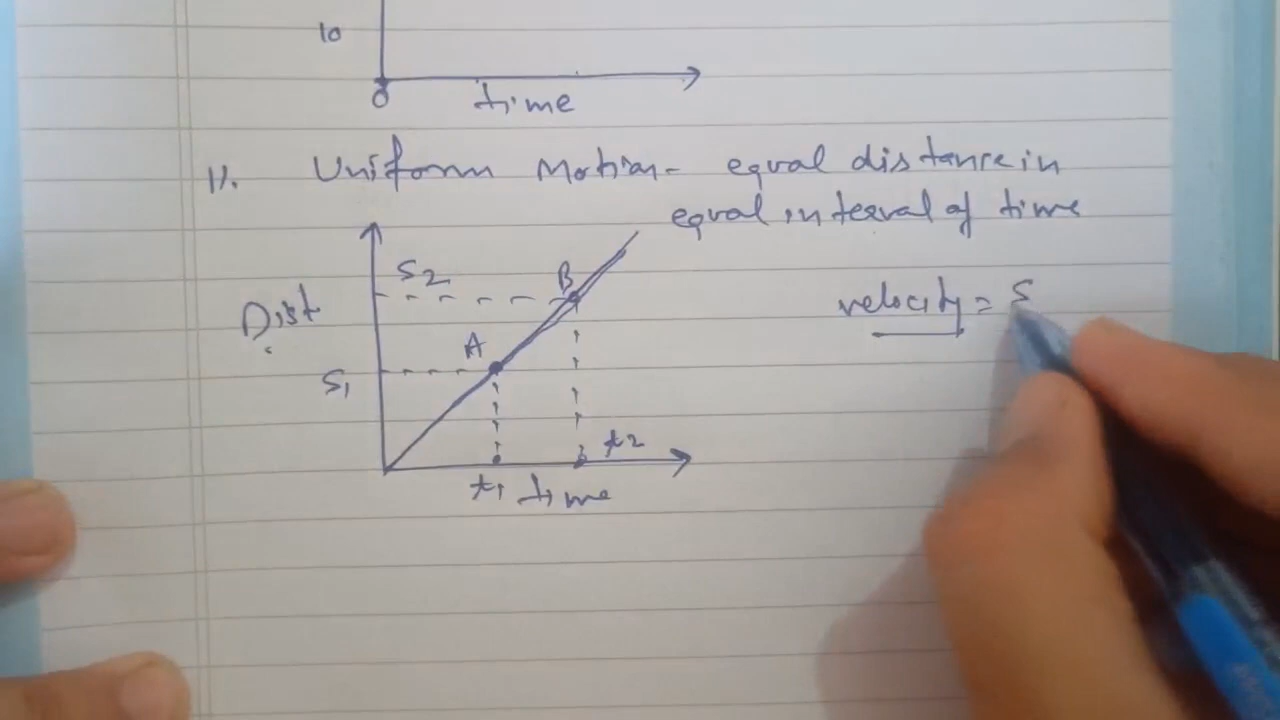 10
0
time
11. Uniform Motion - equal distance in
equal interval of time
S2
B
velocity = S
Dist
A
S1
t2
t1 time